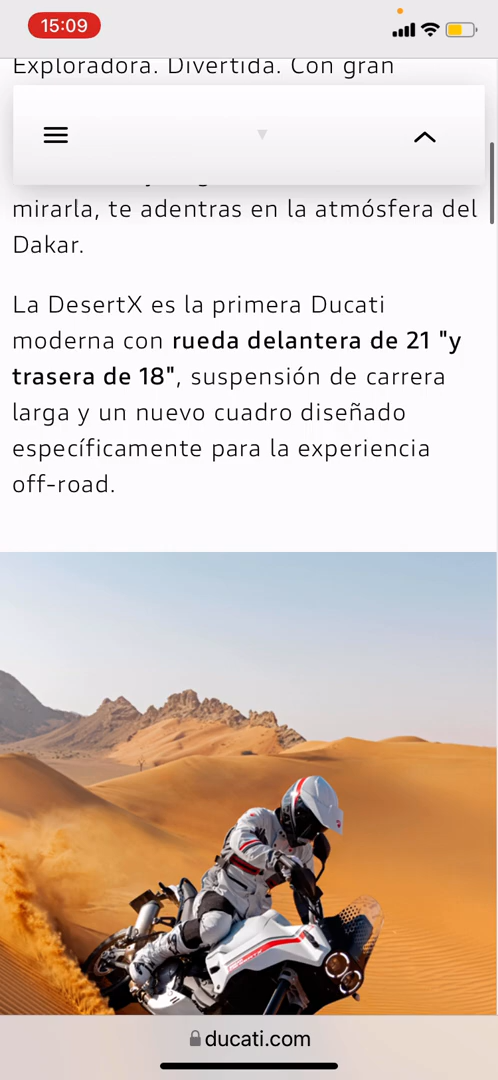 15:09
Exploradora. Divertida. Con gran
mirarla, te adentras en la atmósfera del
Dakar.
La DesertX es la primera Ducati
moderna con rueda delantera de 21 "y
trasera de 18", suspensión de carrera
larga y un nuevo cuadro diseñado
específicamente para la experiencia
off-road.
ducati.com